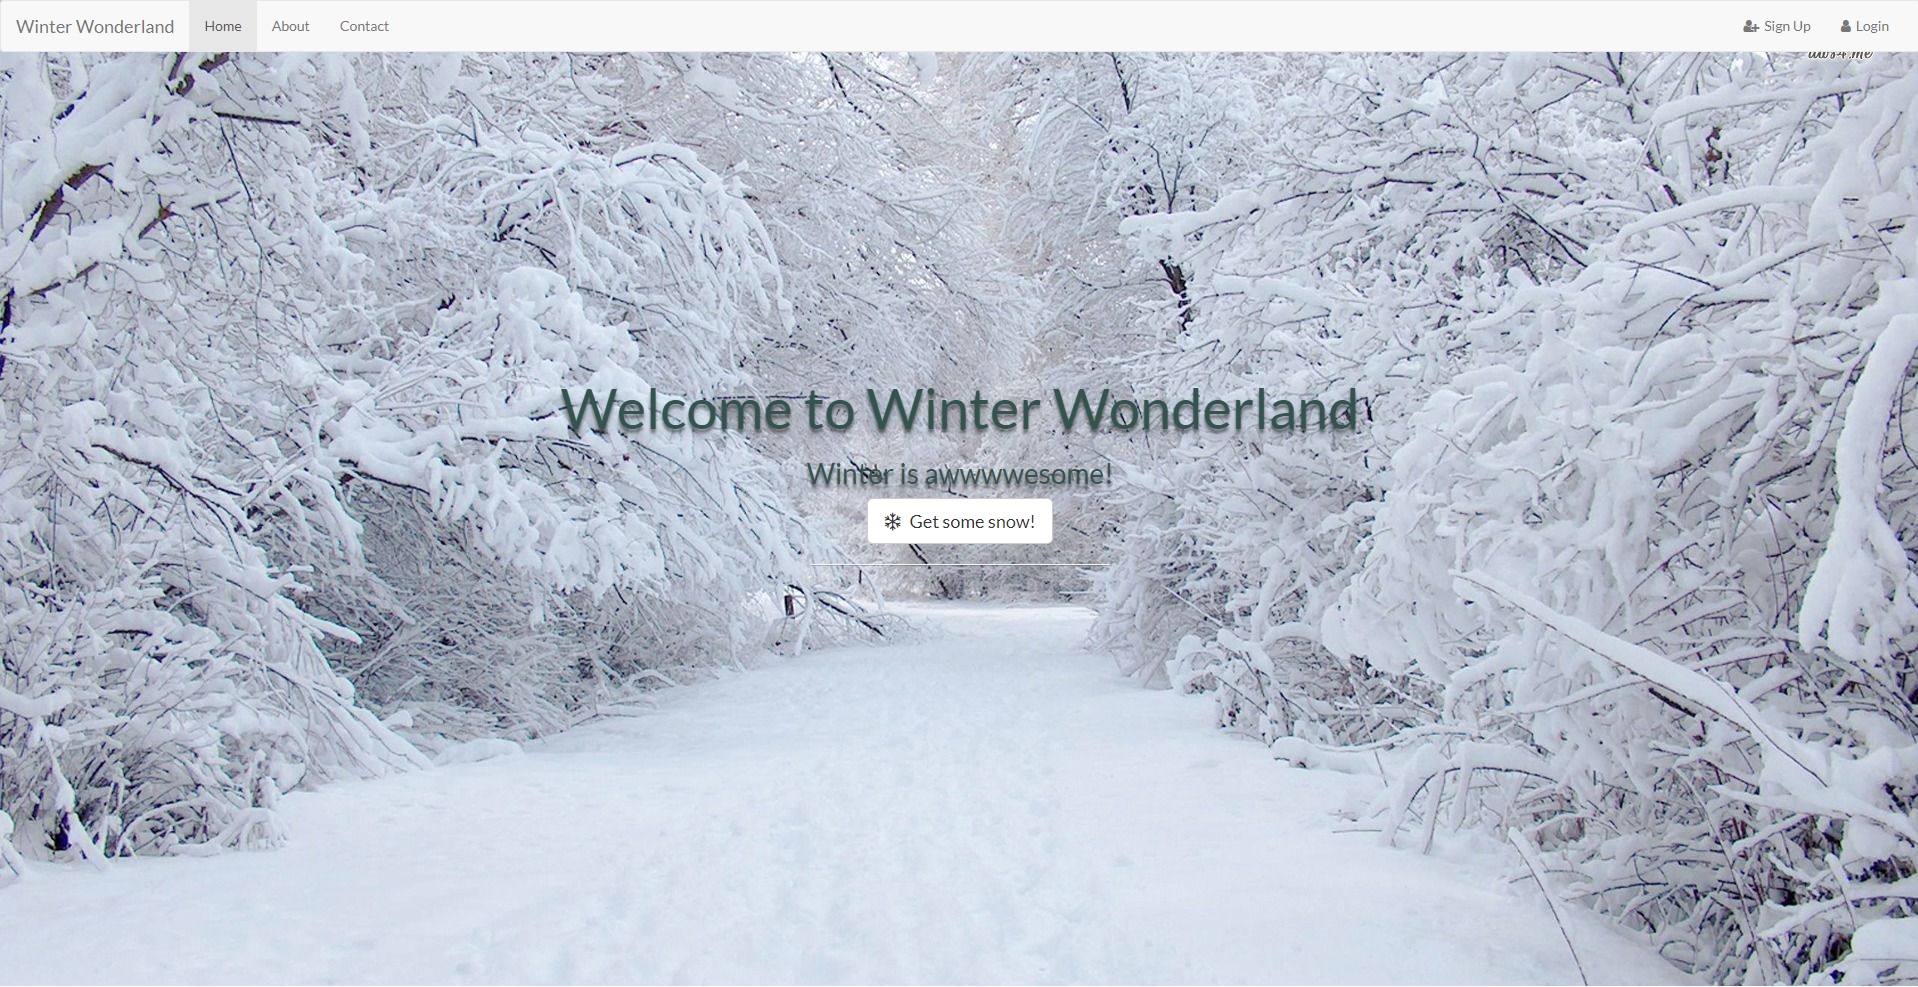 Winter Wonderland Home About Contact Sign Up Login
Welcome to Winter Wonderland
Winter is awwwwesome!
Get some snow!